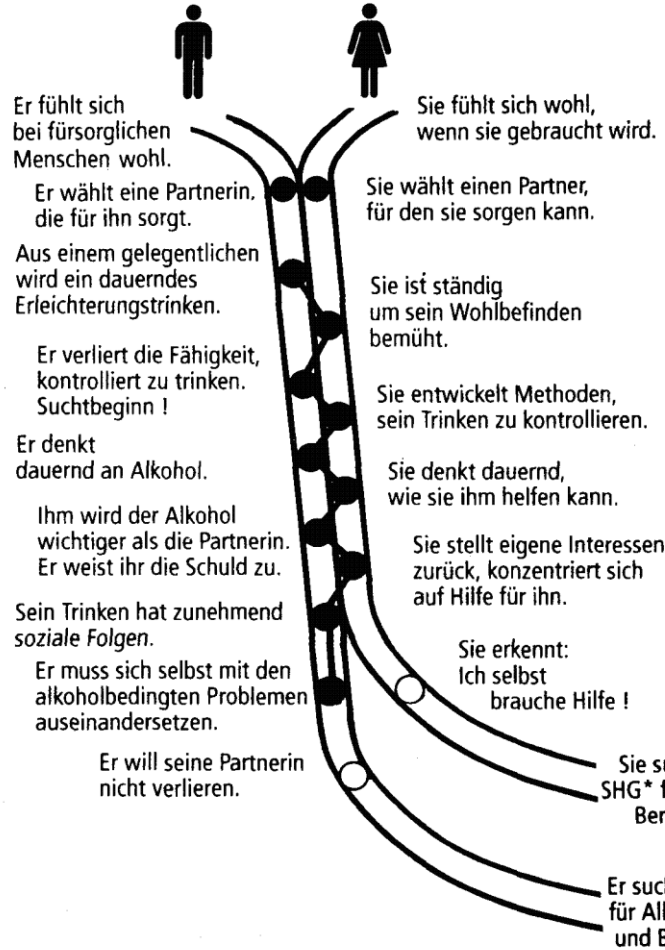 Er fühlt sich
bei fürsorglichen
Menschen wohl.
Sie fühlt sich wohl,
wenn sie gebraucht wird.
Er wählt eine Partnerin,
die für ihn sorgt.
Sie wählt einen Partner,
für den sie sorgen kann.
Aus einem gelegentlichen
wird ein dauerndes
Erleichterungstrinken.
Sie ist ständig
um sein Wohlbefinden
bemüht.
Er verliert die Fähigkeit,
kontrolliert zu trinken.
Suchtbeginn !
Sie entwickelt Methoden,
sein Trinken zu kontrollieren.
Er denkt
dauernd an Alkohol.
Sie denkt dauernd,
wie sie ihm helfen kann.
Ihm wird der Alkohol
wichtiger als die Partnerin.
Er weist ihr die Schuld zu.
Sie stellt eigene Interessen
zurück, konzentriert sich
auf Hilfe für ihn.
Sein Trinken hat zunehmend
soziale Folgen.
Sie erkennt:
Ich selbst
brauche Hilfe !
Er muss sich selbst mit den
alkoholbedingten Problemen
auseinandersetzen.
Er will seine Partnerin
nicht verlieren.
Sie
SHG*
Er
für
und